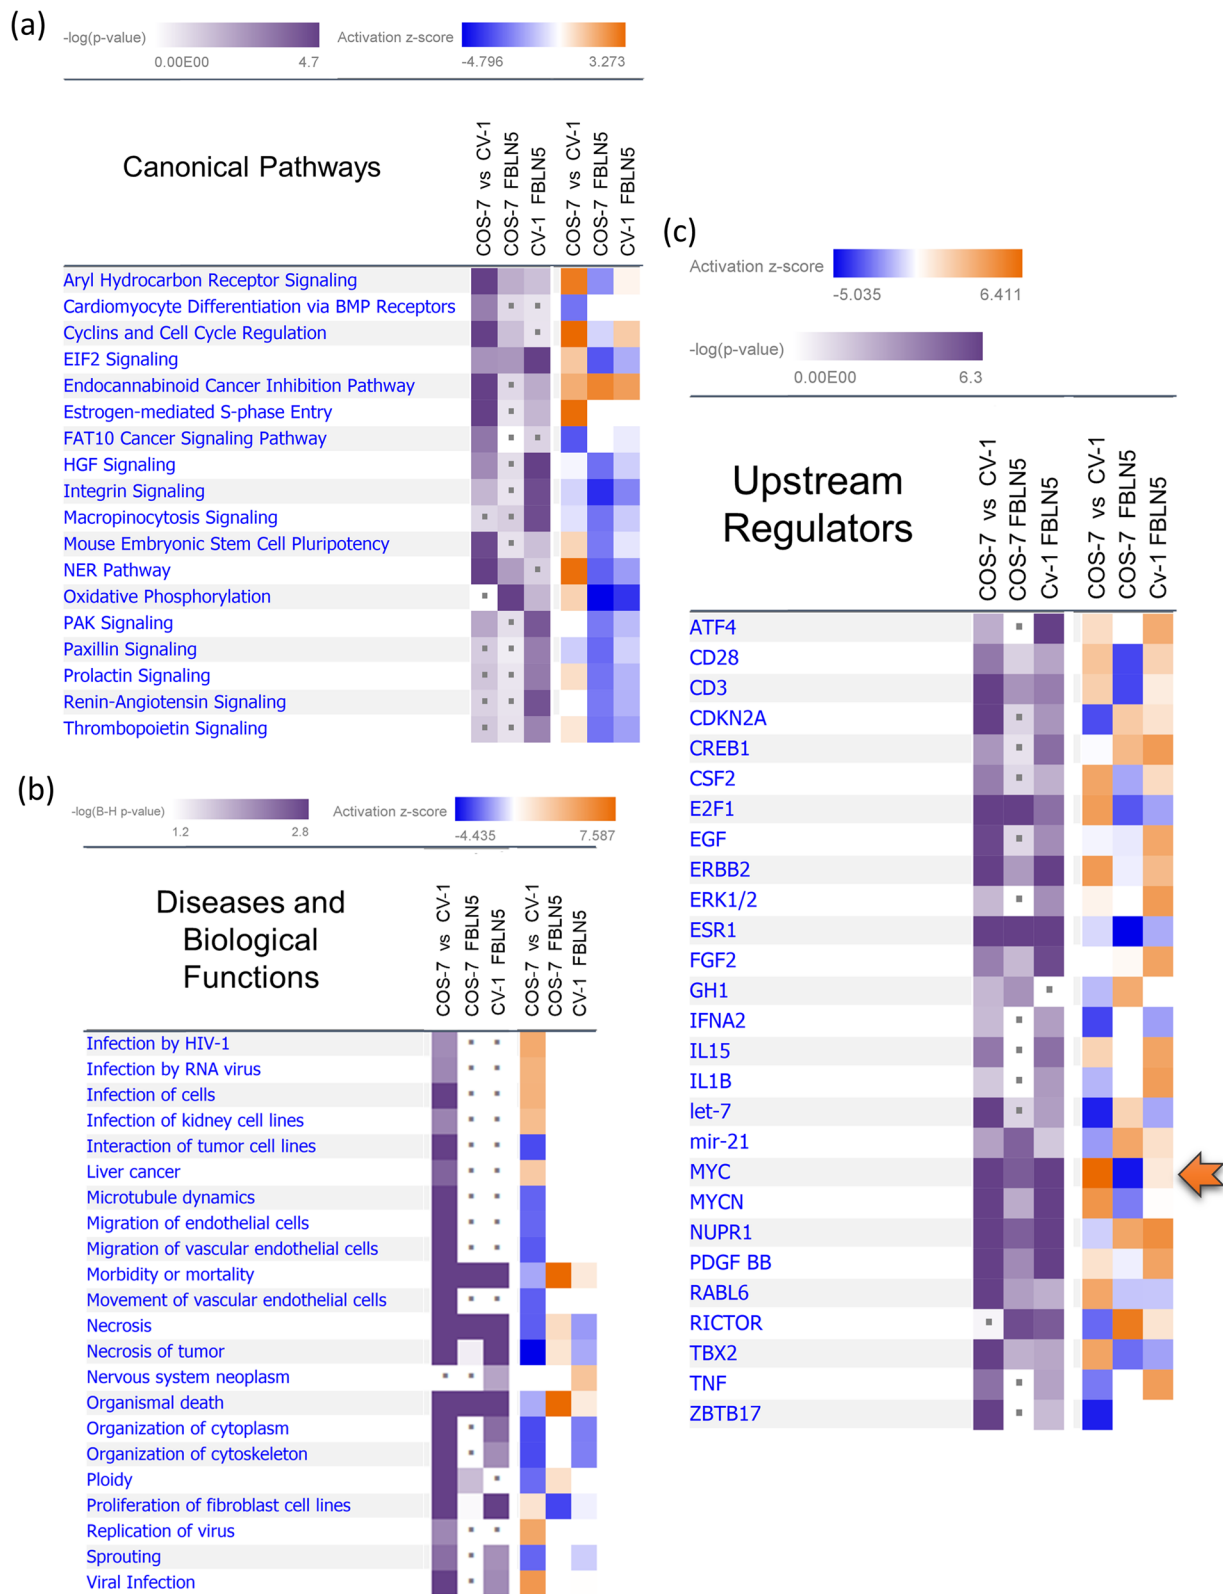 (a)
-log(p-value)
0.00E00 4.7
Activation z-score
-4.796 3.273
Canonical Pathways
COS-7 vs CV-1
COS-7 FBLN5
CV-1 FBLN5
COS-7 vs CV-1
COS-7 FBLN5
CV-1 FBLN5
Aryl Hydrocarbon Receptor Signaling
Cardiomyocyte Differentiation via BMP Receptors
Cyclins and Cell Cycle Regulation
EIF2 Signaling
Endocannabinoid Cancer Inhibition Pathway
Estrogen-mediated S-phase Entry
FAT10 Cancer Signaling Pathway
HGF Signaling
Integrin Signaling
Macropinocytosis Signaling
Mouse Embryonic Stem Cell Pluripotency
NER Pathway
Oxidative Phosphorylation
PAK Signaling
Paxillin Signaling
Prolactin Signaling
Renin-Angiotensin Signaling
Thrombopoietin Signaling
(b)
-log(B-H p-value)
1.2 2.8
Activation z-score
-4.435 7.587
Diseases and
Biological
Functions
COS-7 vs CV-1
COS-7 FBLN5
CV-1 FBLN5
COS-7 vs CV-1
COS-7 FBLN5
CV-1 FBLN5
Infection by HIV-1
Infection by RNA virus
Infection of cells
Infection of kidney cell lines
Interaction of tumor cell lines
Liver cancer
Microtubule dynamics
Migration of endothelial cells
Migration of vascular endothelial cells
Morbidity or mortality
Movement of vascular endothelial cells
Necrosis
Necrosis of tumor
Nervous system neoplasm
Organismal death
Organization of cytoplasm
Organization of cytoskeleton
Ploidy
Proliferation of fibroblast cell lines
Replication of virus
Sprouting
Viral Infection
(c)
Activation z-score
-5.035 6.411
-log(p-value)
0.00E00 6.3
Upstream
Regulators
COS-7 vs CV-1
COS-7 FBLN5
Cv-1 FBLN5
COS-7 vs CV-1
COS-7 FBLN5
Cv-1 FBLN5
ATF4
CD28
CD3
CDKN2A
CREB1
CSF2
E2F1
EGF
ERBB2
ERK1/2
ESR1
FGF2
GH1
IFNA2
IL15
IL1B
let-7
mir-21
MYC
MYCN
NUPR1
PDGF BB
RABL6
RICTOR
TBX2
TNF
ZBTB17